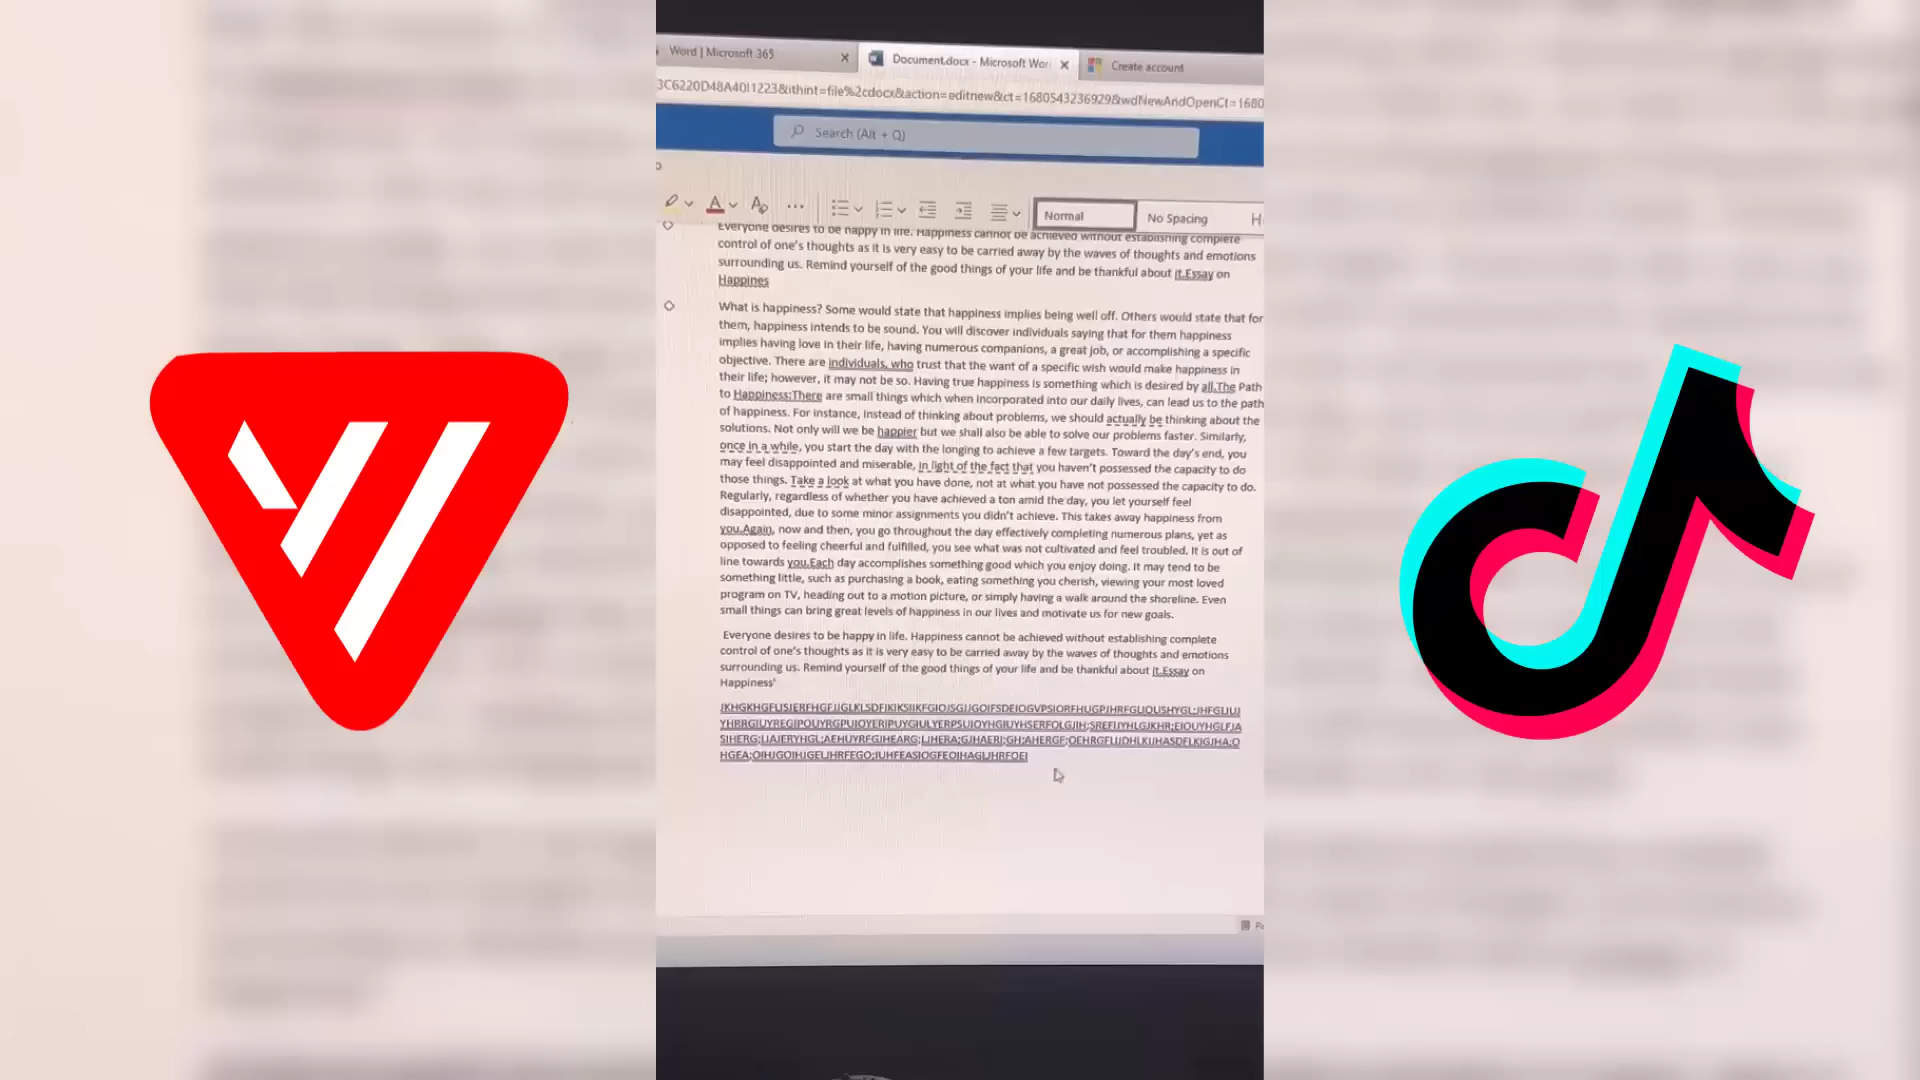 Word | Microsoft 365
Document.docx - Microsoft Wor
Create account
3C6220D48A40!1223&ithint=file%2cdocx&action=editnew&ct=1680543236929&wdNewAndOpenCt=1680
Search (Alt + Q)
Normal
No Spacing
Everyone desires to be happy in life. Happiness cannot be achieved without establishing complete
control of one's thoughts as it is very easy to be carried away by the waves of thoughts and emotions
surrounding us. Remind yourself of the good things of your life and be thankful about it.Essay on
Happines
What is happiness? Some would state that happiness implies being well off. Others would state that for
them, happiness intends to be sound. You will discover individuals saying that for them happiness
implies having love in their life, having numerous companions, a great job, or accomplishing a specific
objective. There are individuals, who trust that the want of a specific wish would make happiness in
their life; however, it may not be so. Having true happiness is something which is desired by all.The Path
to Happiness:There are small things which when incorporated into our daily lives, can lead us to the path
of happiness. For instance, instead of thinking about problems, we should actually be thinking about the
solutions. Not only will we be happier but we shall also be able to solve our problems faster. Similarly,
once in a while, you start the day with the longing to achieve a few targets. Toward the day's end, you
may feel disappointed and miserable, in light of the fact that you haven't possessed the capacity to do
those things. Take a look at what you have done, not at what you have not possessed the capacity to do.
Regularly, regardless of whether you have achieved a ton amid the day, you let yourself feel
disappointed, due to some minor assignments you didn't achieve. This takes away happiness from
you.Again, now and then, you go throughout the day effectively completing numerous plans, yet as
opposed to feeling cheerful and fulfilled, you see what was not cultivated and feel troubled. It is out of
line towards you.Each day accomplishes something good which you enjoy doing. It may tend to be
something little, such as purchasing a book, eating something you cherish, viewing your most loved
program on TV, heading out to a motion picture, or simply having a walk around the shoreline. Even
small things can bring great levels of happiness in our lives and motivate us for new goals.
Everyone desires to be happy in life. Happiness cannot be achieved without establishing complete
control of one's thoughts as it is very easy to be carried away by the waves of thoughts and emotions
surrounding us. Remind yourself of the good things of your life and be thankful about it.Essay on
Happiness'